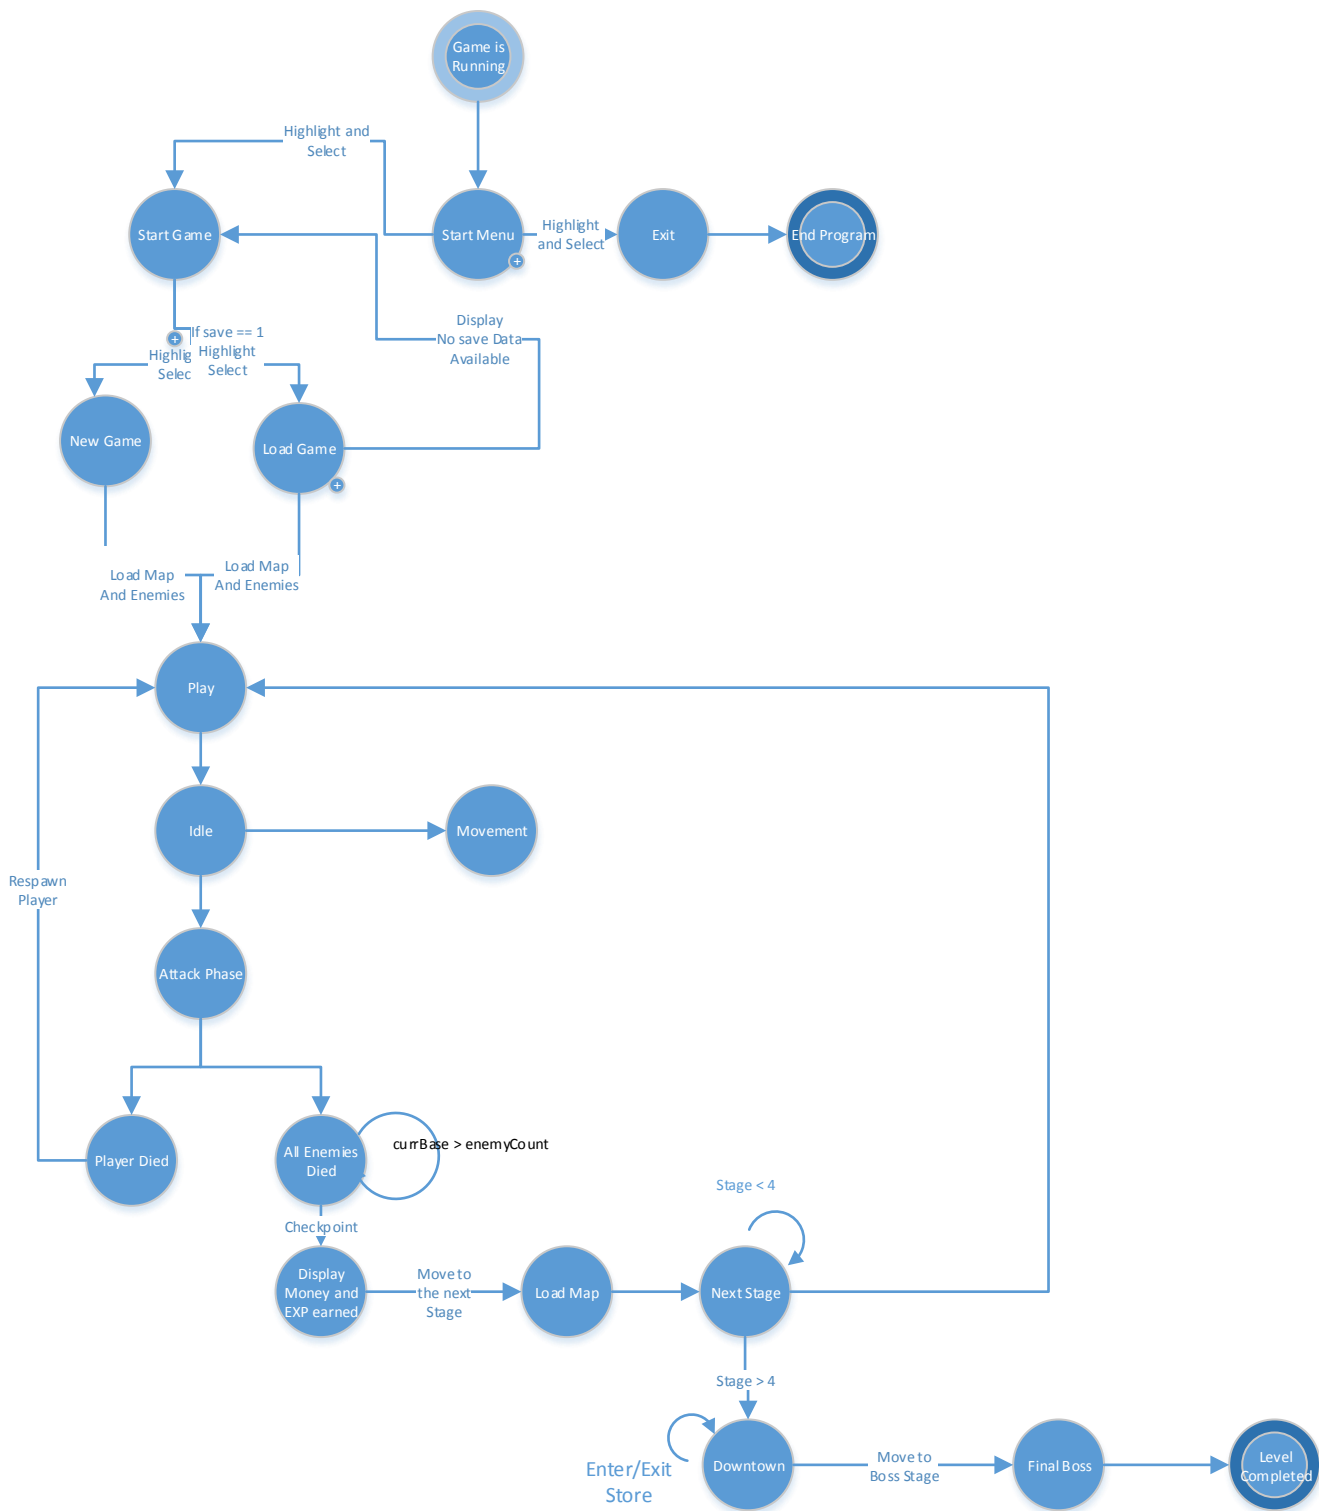 Game is
Running
Highlight and
Select
Start Game
Start Menu
Highlight
and Select
Exit
End Program
Display
No save Data
Available
If save == 1
Highlight
Select
New Game
Load Game
Load Map
And Enemies
Load Map
And Enemies
Play
Idle
Movement
Respawn
Player
Attack Phase
Player Died
All Enemies
Died
currBase > enemyCount
Checkpoint
Display
Money and
EXP earned
Move to
the next
Stage
Load Map
Next Stage
Stage < 4
Stage > 4
Enter/Exit
Store
Downtown
Move to
Boss Stage
Final Boss
Level
Completed